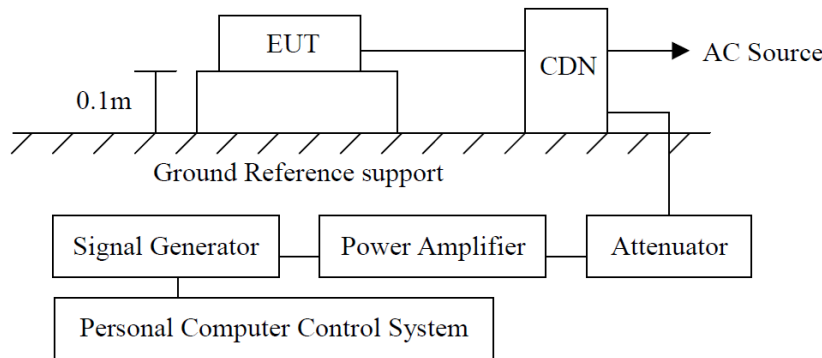 EUT
CDN
AC Source
0.1m
Ground Reference support
Signal Generator
Power Amplifier
Attenuator
Personal Computer Control System